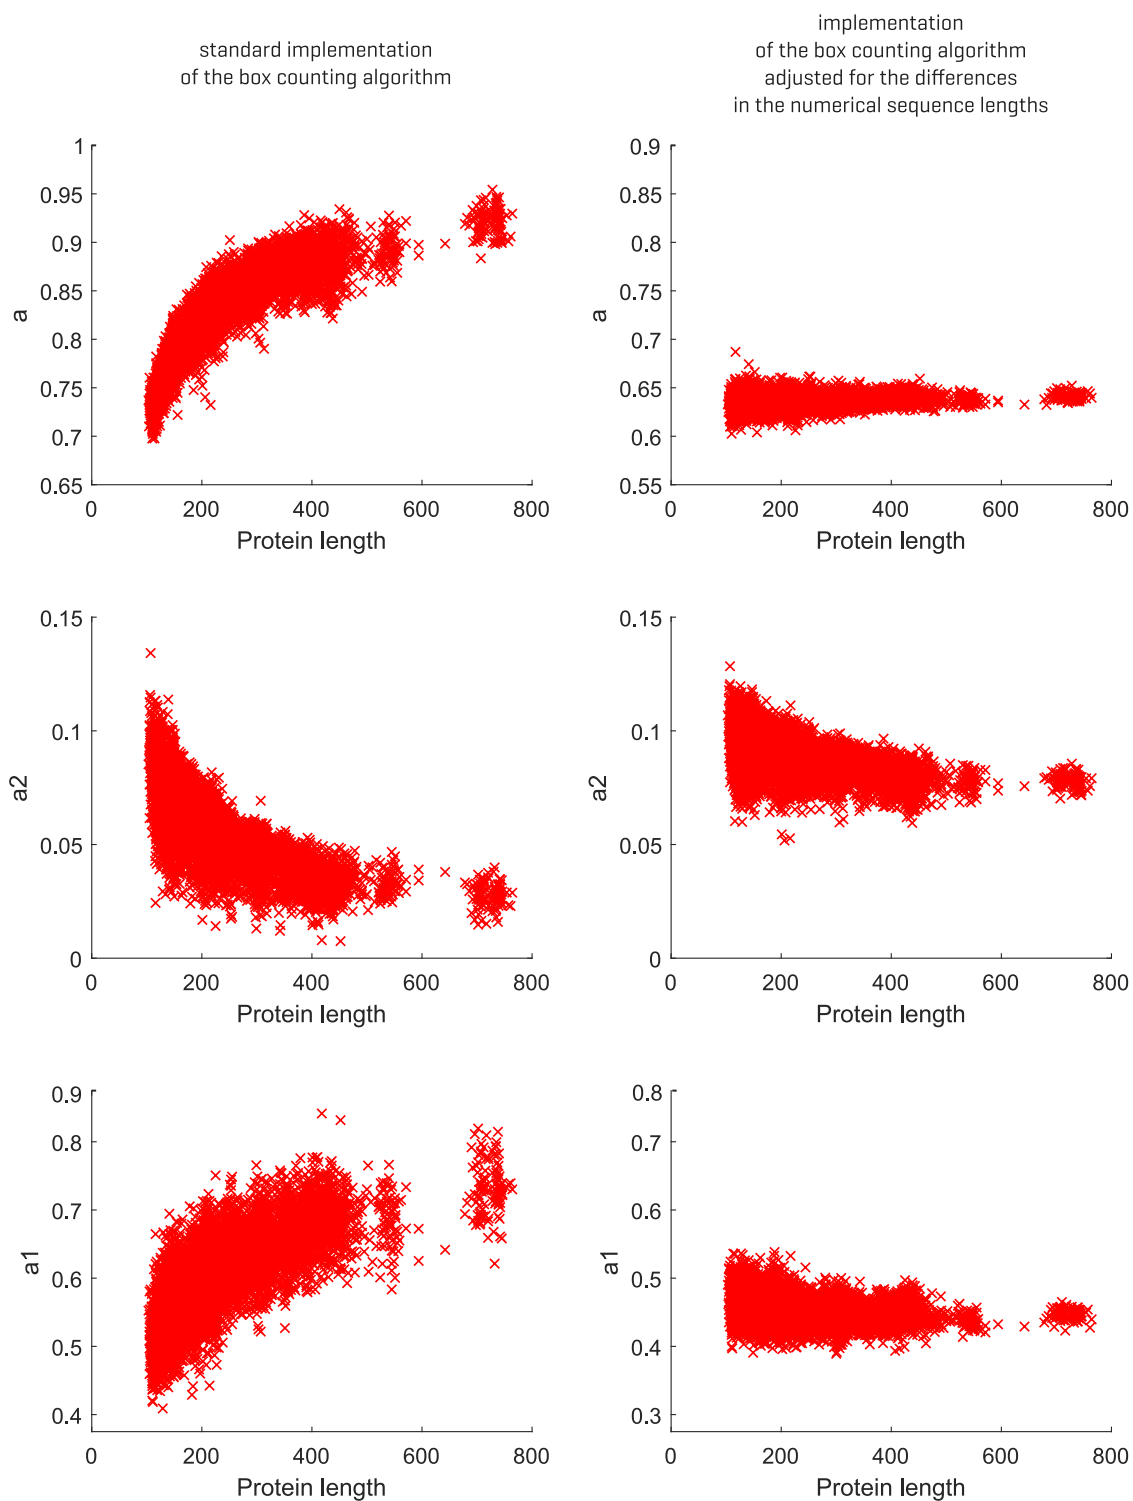 standard implementation
of the box counting algorithm
implementation
of the box counting algorithm
adjusted for the differences
in the numerical sequence lengths
1
0.95
0.9
0.85
0.8
0.75
0.7
0.65
a
0 200 400 600 800
Protein length
0.9
0.85
0.8
0.75
0.7
0.65
0.6
0.55
a
0 200 400 600 800
Protein length
0.15
0.1
0.05
0
a2
0 200 400 600 800
Protein length
0.15
0.1
0.05
0
a2
0 200 400 600 800
Protein length
0.9
0.8
0.7
0.6
0.5
0.4
a1
0 200 400 600 800
Protein length
0.8
0.7
0.6
0.5
0.4
0.3
a1
0 200 400 600 800
Protein length